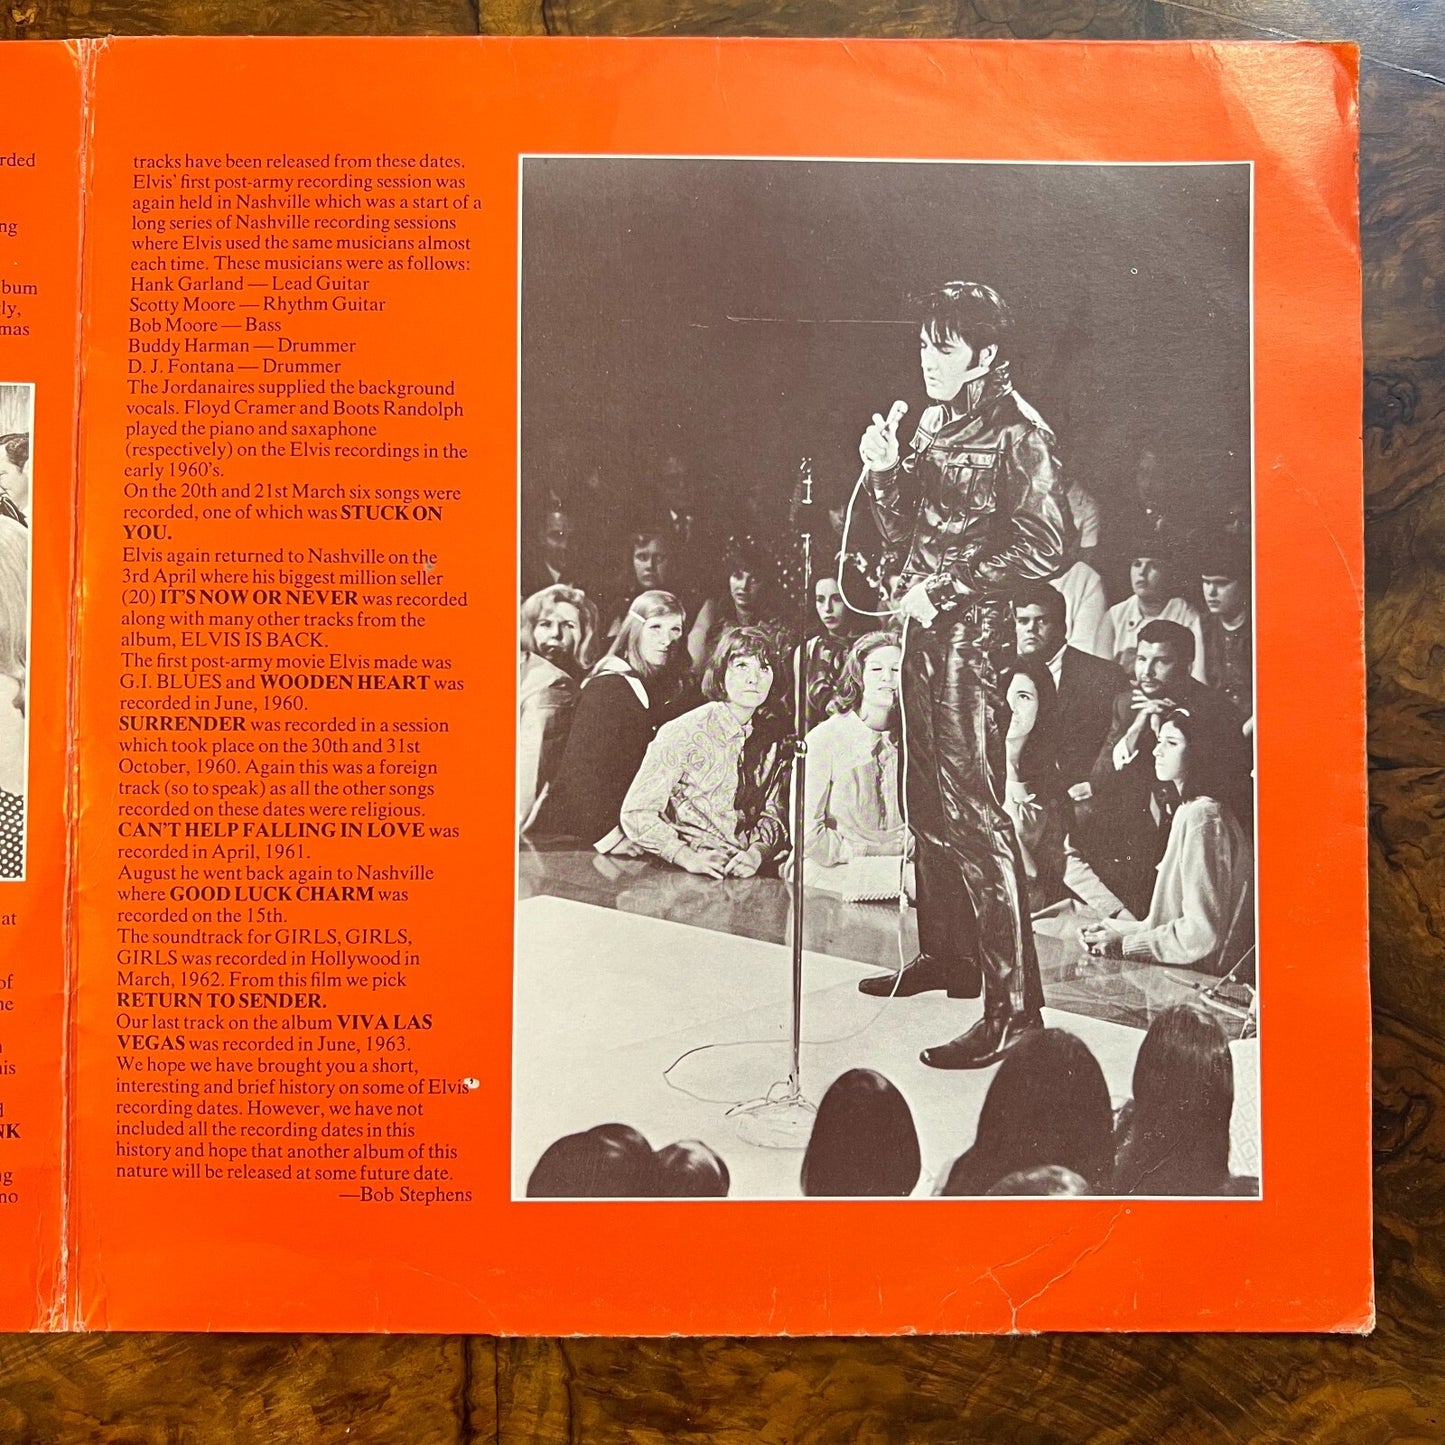 rded
ng
bum
ly,
mas
at
of
ne
n
is
d
NK
g
no
tracks have been released from these dates.
Elvis' first post-army recording session was
again held in Nashville which was a start of a
long series of Nashville recording sessions
where Elvis used the same musicians almost
each time. These musicians were as follows:
Hank Garland — Lead Guitar
Scotty Moore — Rhythm Guitar
Bob Moore — Bass
Buddy Harman — Drummer
D. J. Fontana — Drummer
The Jordanaires supplied the background
vocals. Floyd Cramer and Boots Randolph
played the piano and saxaphone
(respectively) on the Elvis recordings in the
early 1960's.
On the 20th and 21st March six songs were
recorded, one of which was STUCK ON
YOU.
Elvis again returned to Nashville on the
3rd April where his biggest million seller
(20) IT'S NOW OR NEVER was recorded
along with many other tracks from the
album, ELVIS IS BACK.
The first post-army movie Elvis made was
G.I. BLUES and WOODEN HEART was
recorded in June, 1960.
SURRENDER was recorded in a session
which took place on the 30th and 31st
October, 1960. Again this was a foreign
track (so to speak) as all the other songs
recorded on these dates were religious.
CAN'T HELP FALLING IN LOVE was
recorded in April, 1961.
August he went back again to Nashville
where GOOD LUCK CHARM was
recorded on the 15th.
The soundtrack for GIRLS, GIRLS,
GIRLS was recorded in Hollywood in
March, 1962. From this film we pick
RETURN TO SENDER.
Our last track on the album VIVA LAS
VEGAS was recorded in June, 1963.
We hope we have brought you a short,
interesting and brief history on some of Elvis'
recording dates. However, we have not
included all the recording dates in this
history and hope that another album of this
nature will be released at some future date.
—Bob Stephens